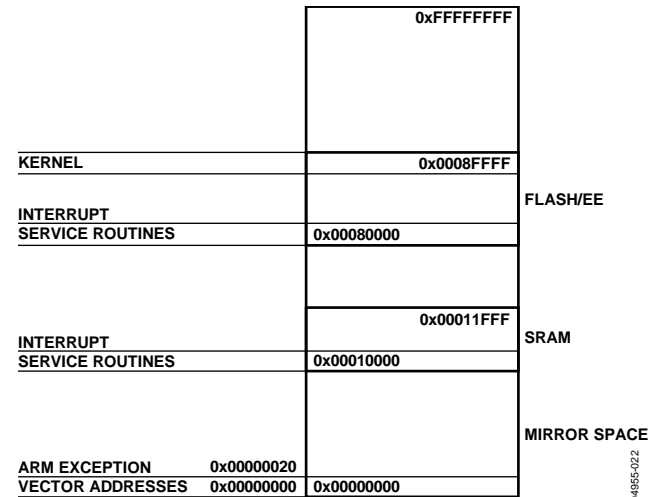 0xFFFFFFFF
KERNEL 0x0008FFFF
FLASH/EE
INTERRUPT
SERVICE ROUTINES 0x00080000
0x00011FFF
SRAM
INTERRUPT
SERVICE ROUTINES 0x00010000
MIRROR SPACE
ARM EXCEPTION 0x00000020
VECTOR ADDRESSES 0x00000000 0x00000000
4955-022